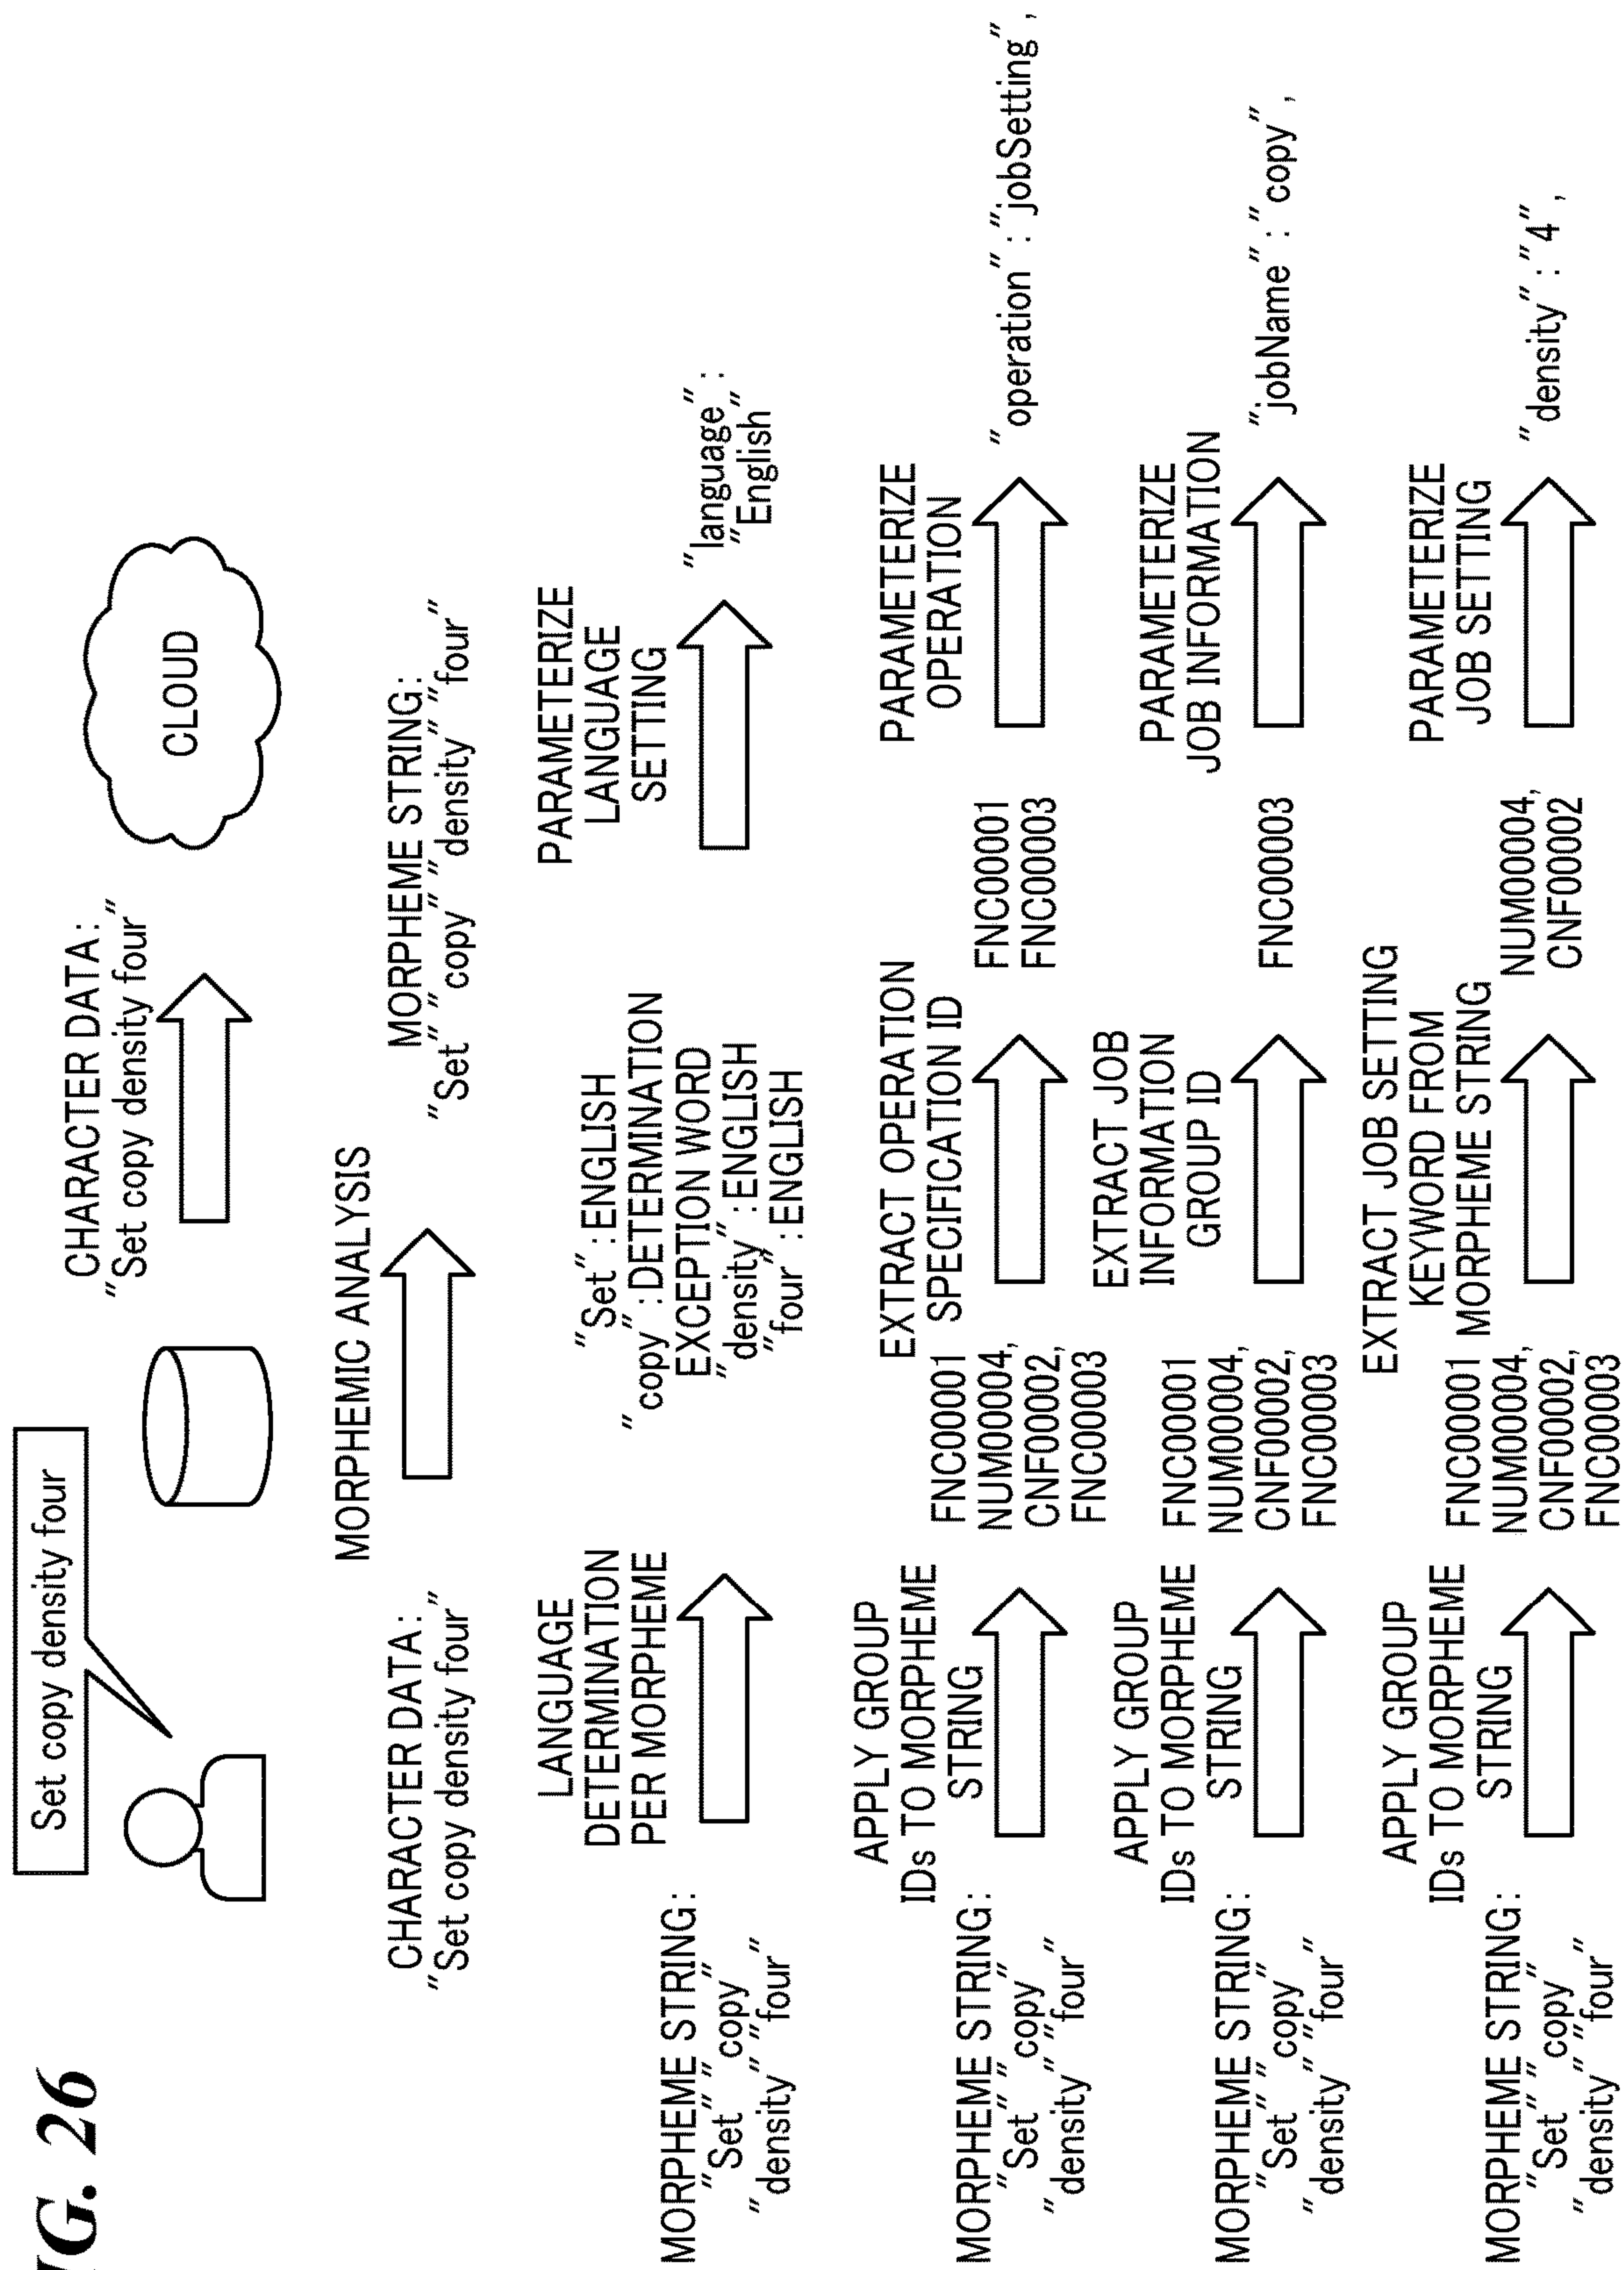 IG. 26
Set copy density four
CHARACTER DATA:
"Set copy density four"
CLOUD
MORPHEMIC ANALYSIS
CHARACTER DATA:
"Set copy density four"
MORPHEME STRING:
"Set" "copy" "density" "four"
LANGUAGE
DETERMINATION
PER MORPHEME
MORPHEME STRING:
"Set" "copy"
"density" "four"
"Set":ENGLISH
"copy":DETERMINATION
EXCEPTION WORD
"density":ENGLISH
"four":ENGLISH
PARAMETERIZE
LANGUAGE
SETTING
"language":
"English"
APPLY GROUP
IDs TO MORPHEME
STRING
MORPHEME STRING:
"Set" "copy"
"density" "four"
FNC00001
NUM00004,
CNF00002,
FNC00003
EXTRACT OPERATION
SPECIFICATION ID
FNC00001
FNC00003
PARAMETERIZE
OPERATION
"operation":"jobSetting",
APPLY GROUP
IDs TO MORPHEME
STRING
MORPHEME STRING:
"Set" "copy"
"density" "four"
FNC00001
NUM00004,
CNF00002,
FNC00003
EXTRACT JOB
INFORMATION
GROUP ID
FNC00003
PARAMETERIZE
JOB INFORMATION
"jobName":"copy",
APPLY GROUP
IDs TO MORPHEME
STRING
MORPHEME STRING:
"Set" "copy"
"density" "four"
FNC00001
NUM00004,
CNF00002,
FNC00003
EXTRACT JOB SETTING
KEYWORD FROM
MORPHEME STRING
NUM00004,
CNF00002
PARAMETERIZE
JOB SETTING
"density":"4",